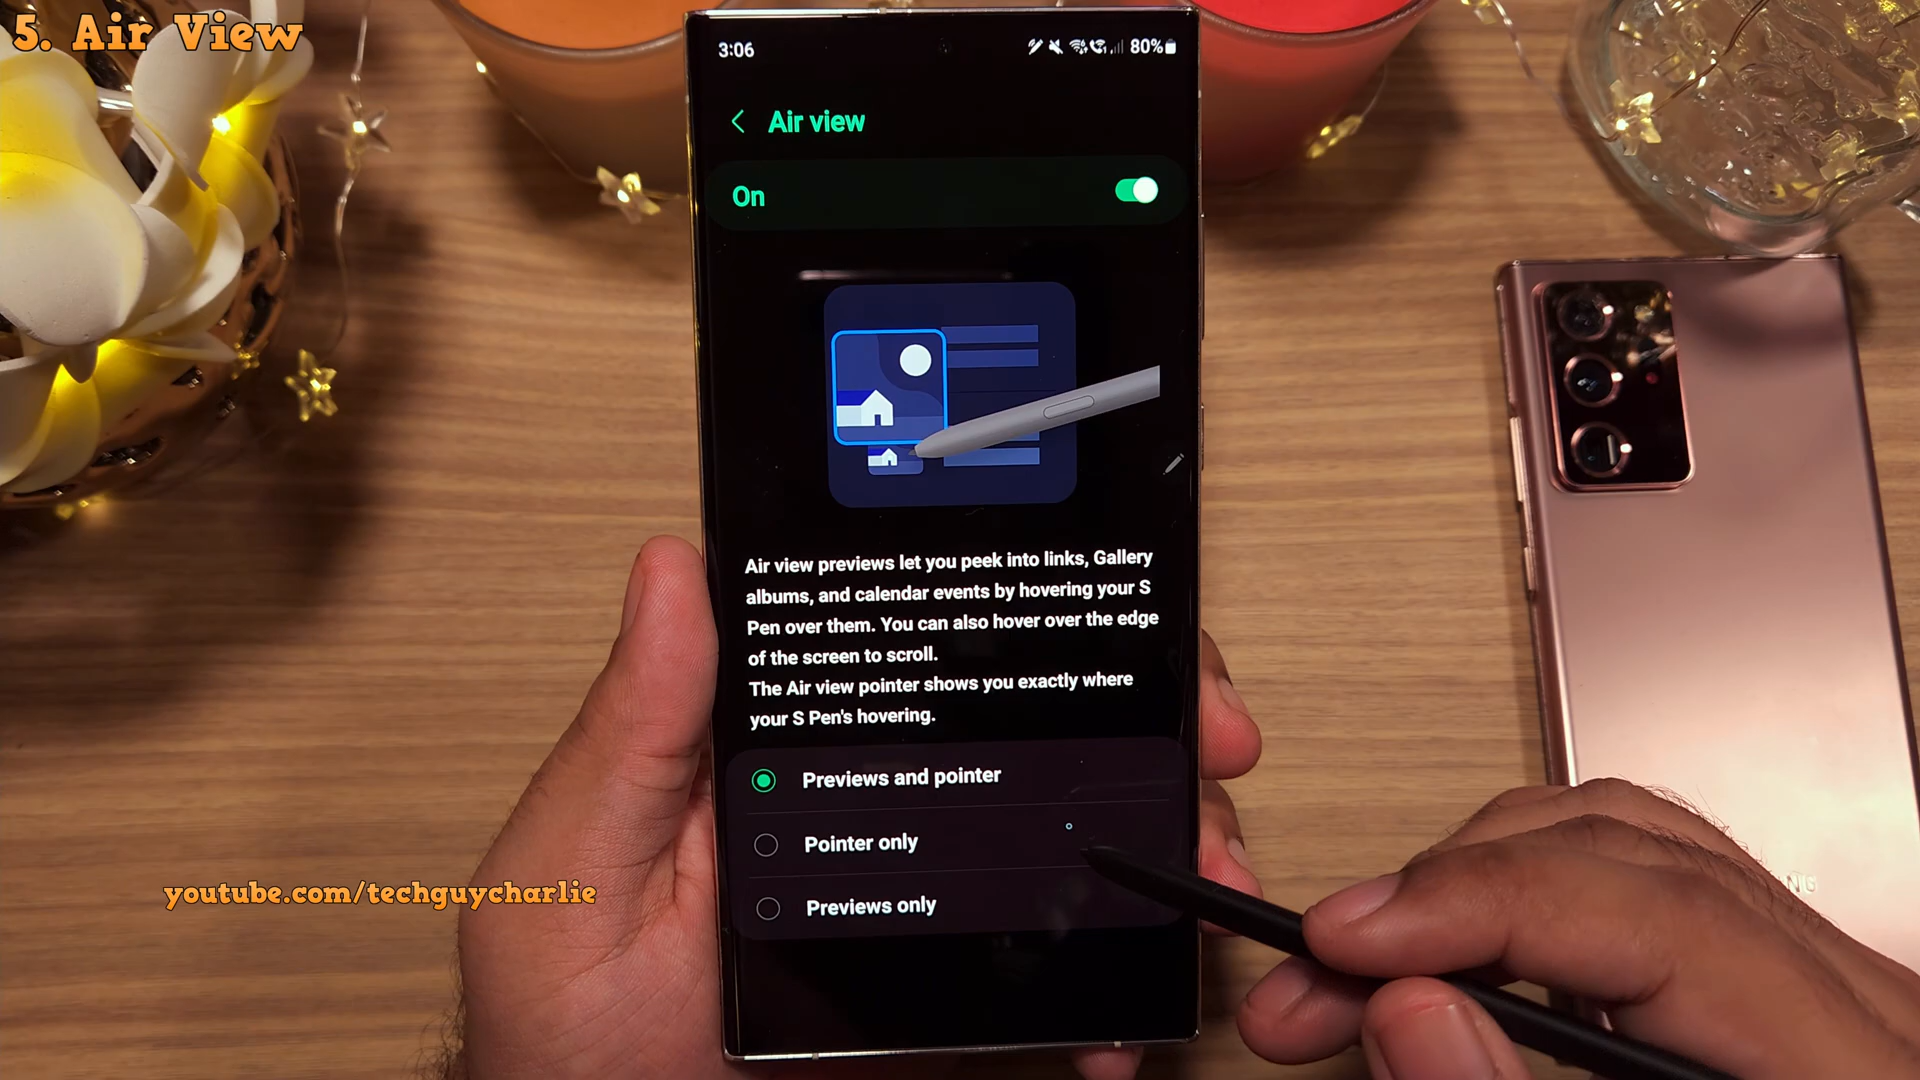 5. Air View
3:06
80%
Air view
On
Air view previews let you peek into links, Gallery
albums, and calendar events by hovering your S
Pen over them. You can also hover over the edge
of the screen to scroll.
The Air view pointer shows you exactly where
your S Pen's hovering.
Previews and pointer
Pointer only
Previews only
youtube.com/techguycharlie